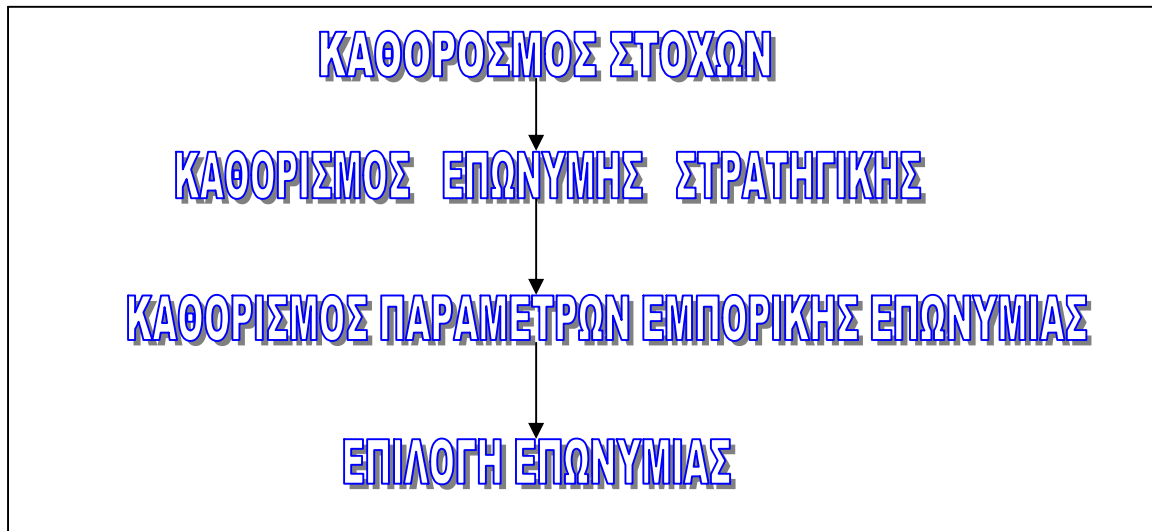 ΚΑΘΟΡΟΣΜΟΣ ΣΤΟΧΩΝ
ΚΑΘΟΡΙΣΜΟΣ ΕΠΩΝΥΜΗΣ ΣΤΡΑΤΗΓΙΚΗΣ
ΚΑΘΟΡΙΣΜΟΣ ΠΑΡΑΜΕΤΡΩΝ ΕΜΠΟΡΙΚΗΣ ΕΠΩΝΥΜΙΑΣ
ΕΠΙΛΟΓΗ ΕΠΩΝΥΜΙΑΣ